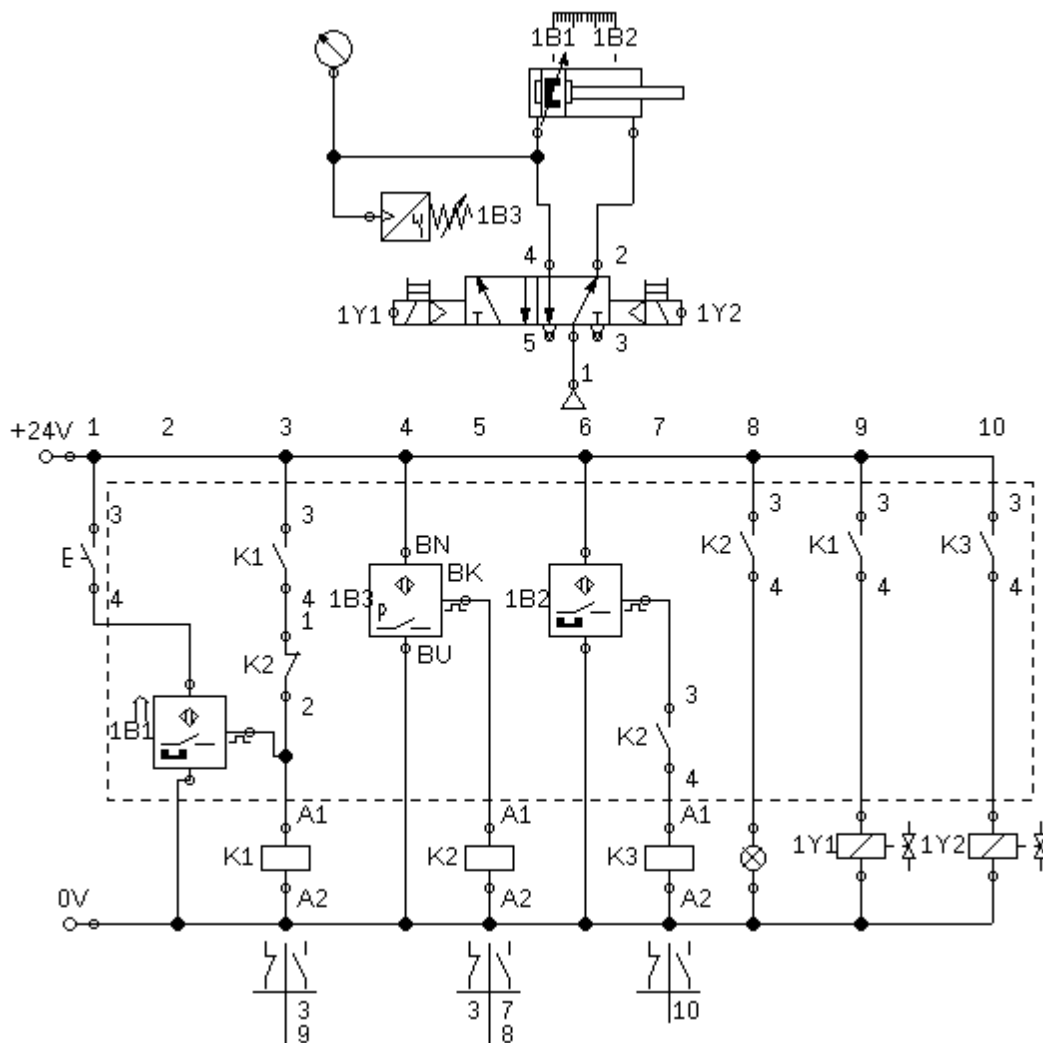 1B1 1B2
1B3
4 2
1Y1 1Y2
5 3
1
+24V 1 2 3 4 5 6 7 8 9 10
3 3 3 3 3
BN
K1 BK K2 K1 K3
E
1B3 p 1B2
4 4 4 4 4
1
K2 BU
2 3
1B1 K2
4
A1 A1 A1
K1 K2 K3 1Y1 1Y2
0V A2 A2 A2
3 3 7 10
9 8